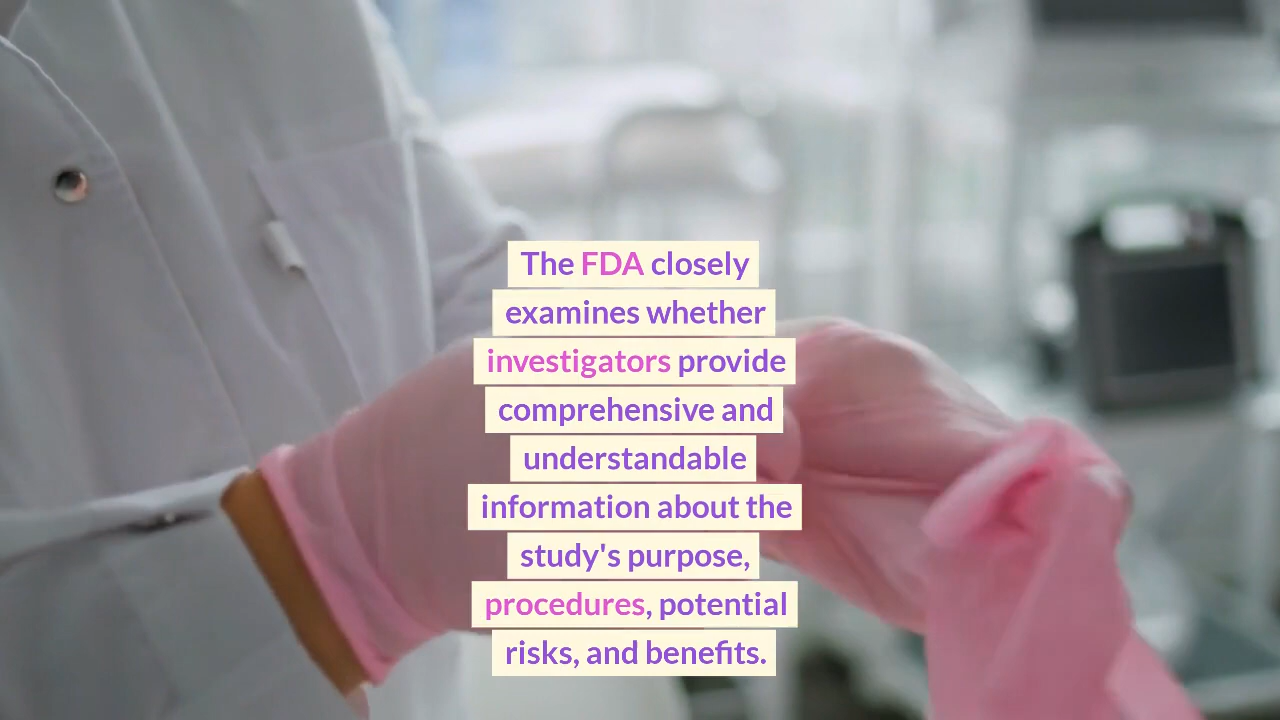 The FDA closely
examines whether
investigators provide
comprehensive and
understandable
information about the
study's purpose,
procedures, potential
risks, and benefits.